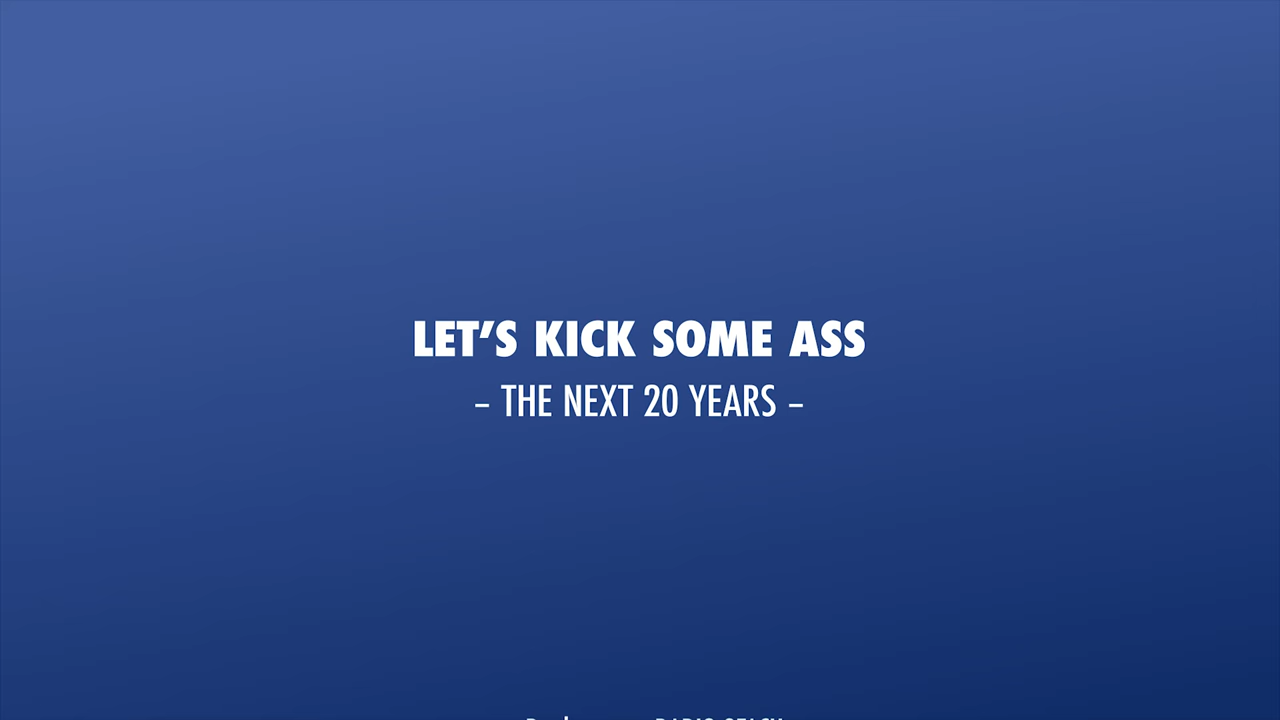 LET’S KICK SOME ASS
– THE NEXT 20 YEARS –